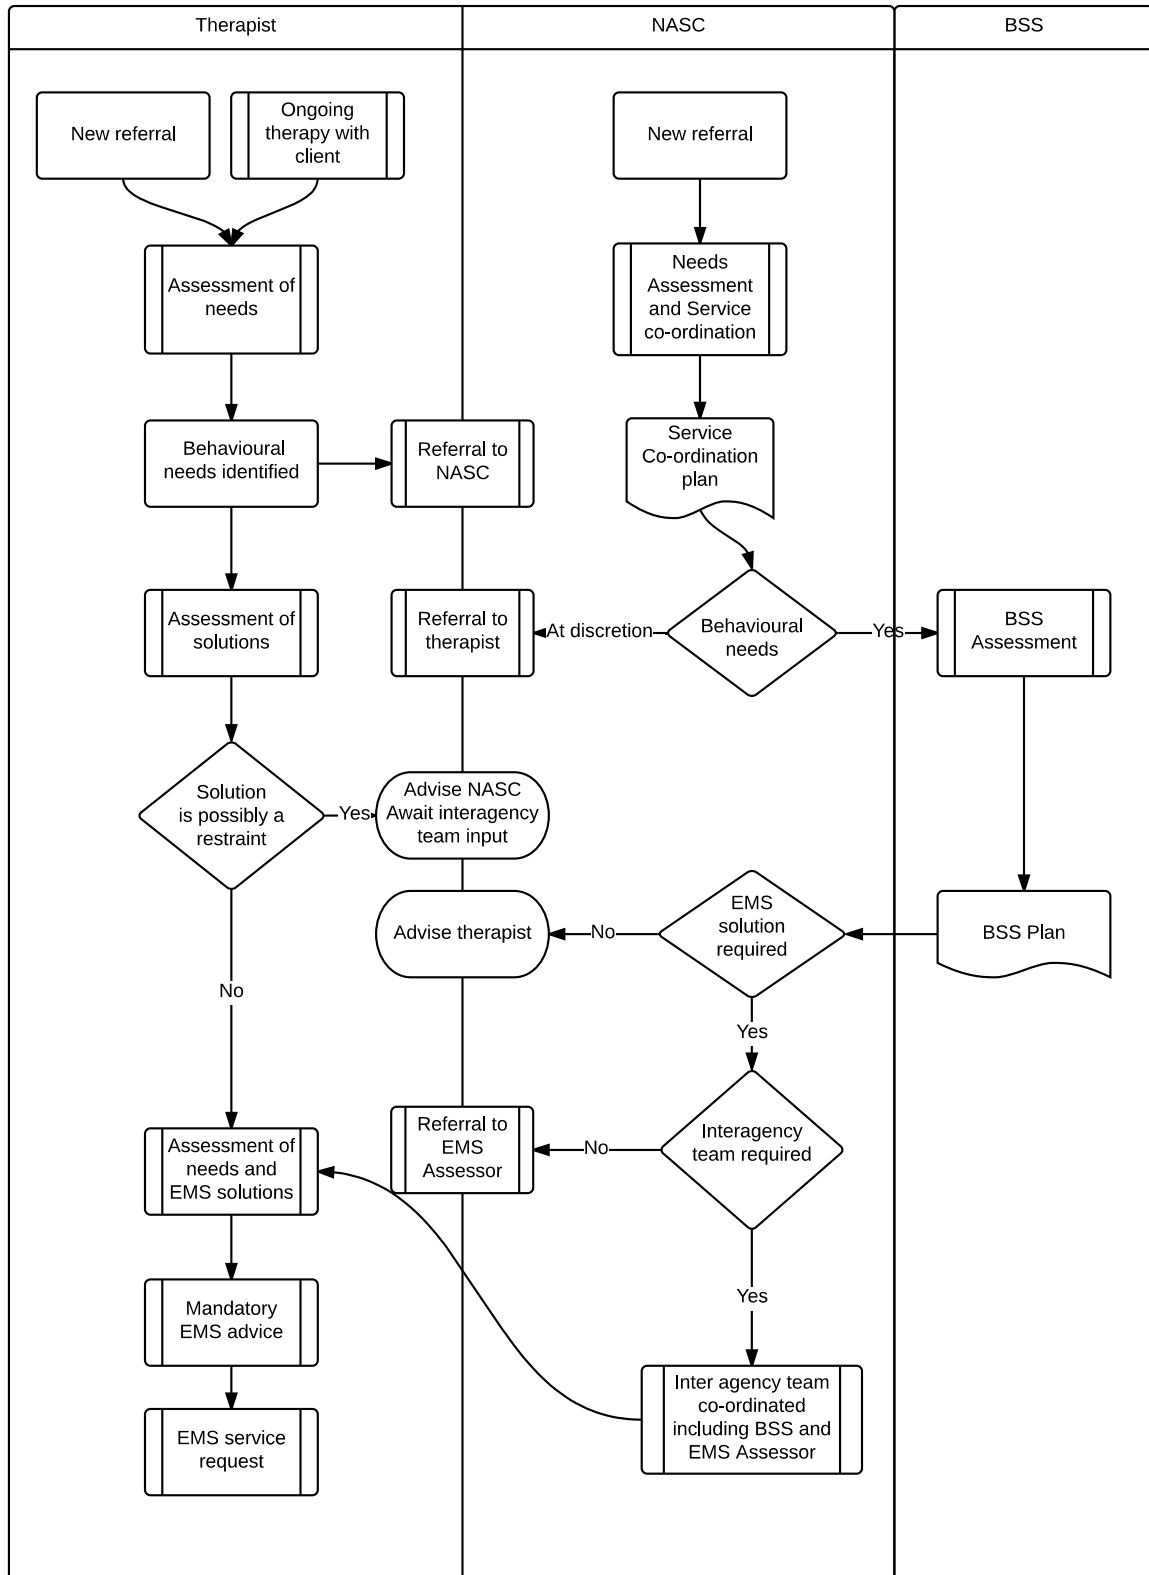 Therapist
NASC
BSS
New referral
Ongoing
therapy with
client
New referral
Assessment of
needs
Needs
Assessment
and Service
co-ordination
Behavioural
needs identified
Referral to
NASC
Service
Co-ordination
plan
Assessment of
solutions
Referral to
therapist
At discretion
Behavioural
needs
Yes
BSS
Assessment
Solution
is possibly a
restraint
Yes
Advise NASC
Await interagency
team input
Advise therapist
No
EMS
solution
required
BSS Plan
No
Yes
Assessment of
needs and
EMS solutions
Referral to
EMS
Assessor
No
Interagency
team required
Yes
Mandatory
EMS advice
Inter agency team
co-ordinated
including BSS and
EMS Assessor
EMS service
request